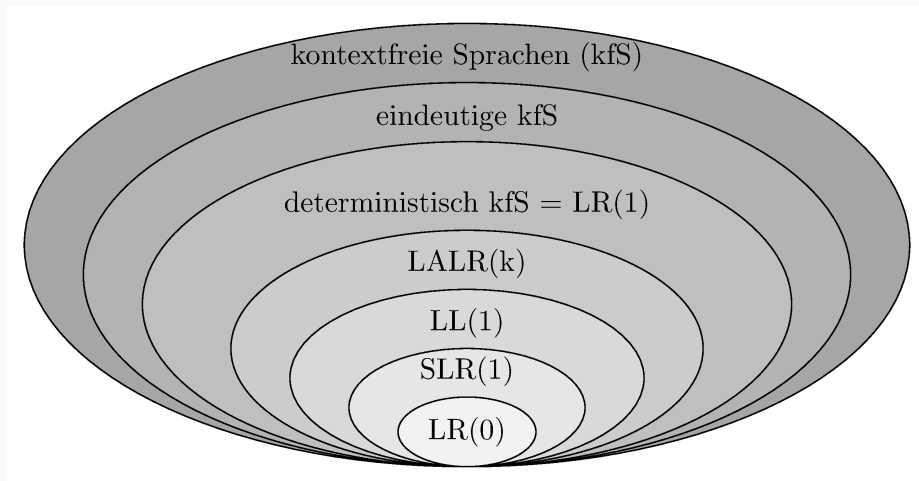 kontextfreie Sprachen (kfS)
eindeutige kfS
deterministisch kfS = LR(1)
LALR(k)
LL(1)
SLR(1)
LR(0)